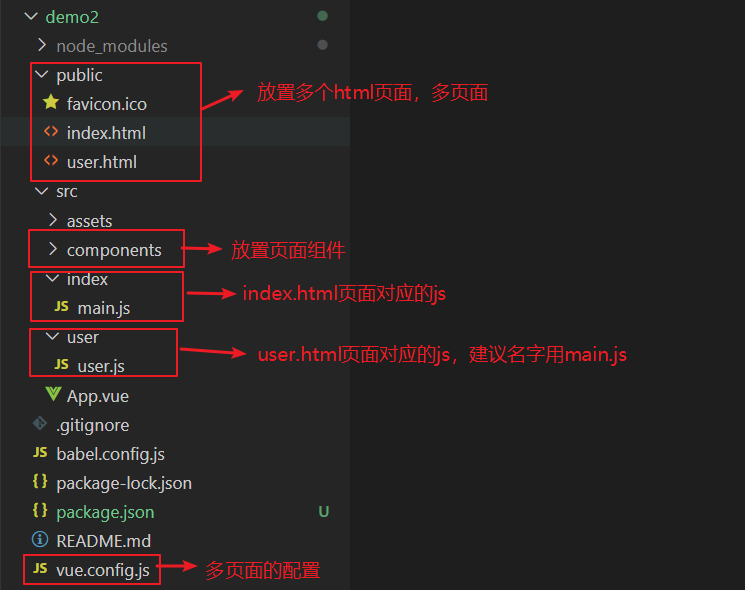 demo2
node_modules
public
favicon.ico
放置多个html页面，多页面
index.html
user.html
src
assets
components
放置页面组件
index
main.js
index.html页面对应的js
user
user.js
user.html页面对应的js，建议名字用main.js
App.vue
.gitignore
JS babel.config.js
{} package-lock.json
{} package.json U
README.md
JS vue.config.js
多页面的配置